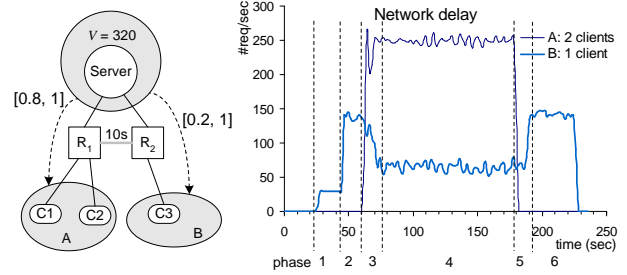 V = 320
Server
[0.8, 1]
[0.2, 1]
R1
10s
R2
C1
C2
C3
A
B
Network delay
#req/sec
A: 2 clients
B: 1 client
300
250
200
150
100
50
0
0 50 100 150 200 250
time (sec)
phase 1 2 3 4 5 6